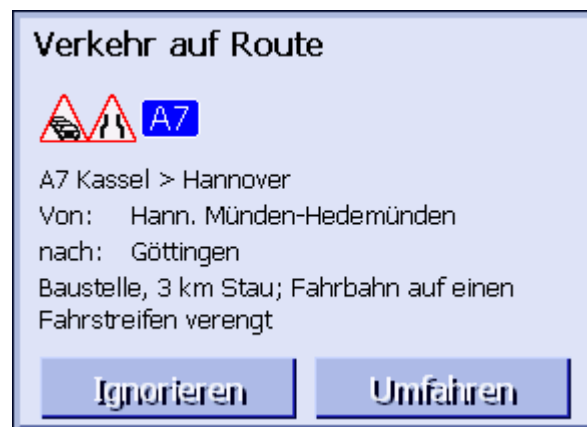 Verkehr auf Route
A7
A7 Kassel > Hannover
Von: Hann. Münden-Hedemünden
nach: Göttingen
Baustelle, 3 km Stau; Fahrbahn auf einen
Fahrstreifen verengt
Ignorieren Umfahren